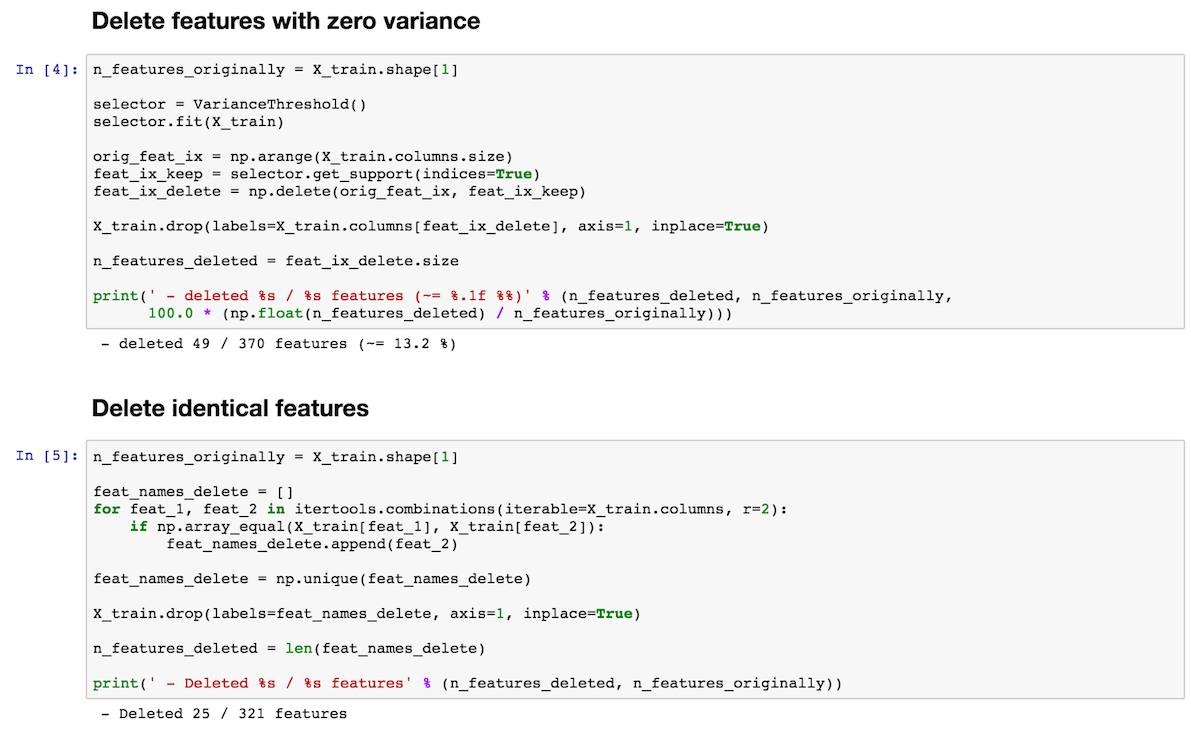 Delete features with zero variance
In [4]: n_features_originally = X_train.shape[1]
selector = VarianceThreshold()
selector.fit(X_train)
orig_feat_ix = np.arange(X_train.columns.size)
feat_ix_keep = selector.get_support(indices=True)
feat_ix_delete = np.delete(orig_feat_ix, feat_ix_keep)
X_train.drop(labels=X_train.columns[feat_ix_delete], axis=1, inplace=True)
n_features_deleted = feat_ix_delete.size
print(' - deleted %s / %s features (~= %.1f %%)' % (n_features_deleted, n_features_originally,
100.0 * (np.float(n_features_deleted) / n_features_originally)))
- deleted 49 / 370 features (~= 13.2 %)
Delete identical features
In [5]: n_features_originally = X_train.shape[1]
feat_names_delete = []
for feat_1, feat_2 in itertools.combinations(iterable=X_train.columns, r=2):
    if np.array_equal(X_train[feat_1], X_train[feat_2]):
        feat_names_delete.append(feat_2)
feat_names_delete = np.unique(feat_names_delete)
X_train.drop(labels=feat_names_delete, axis=1, inplace=True)
n_features_deleted = len(feat_names_delete)
print(' - Deleted %s / %s features' % (n_features_deleted, n_features_originally))
- Deleted 25 / 321 features